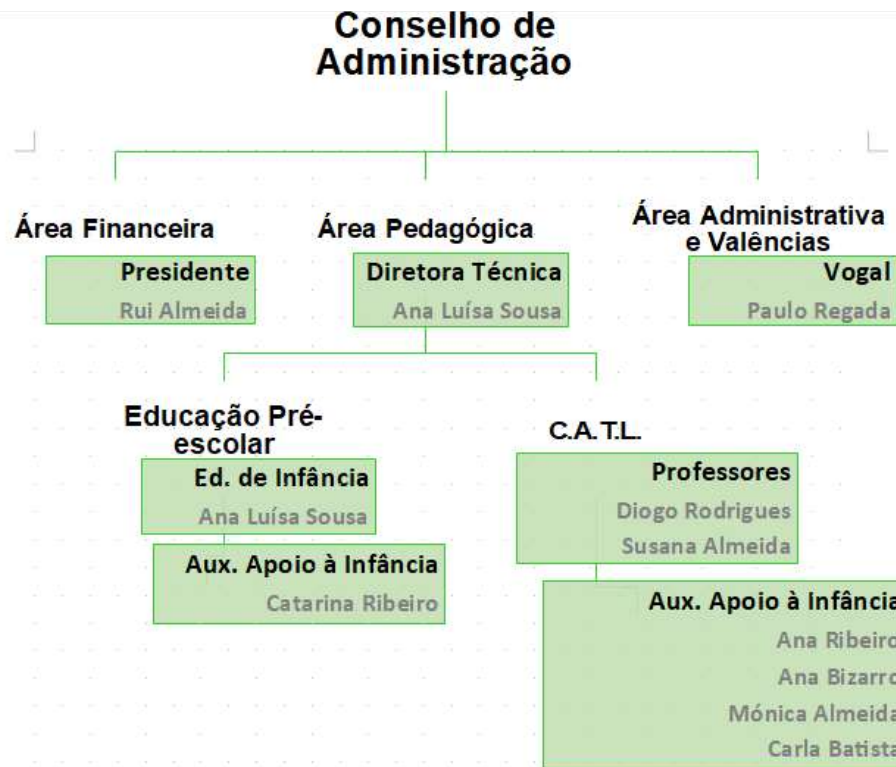 Conselho de
Administração
Área Financeira
Presidente
Rui Almeida
Área Pedagógica
Diretora Técnica
Ana Luísa Sousa
Área Administrativa
e Valências
Vogal
Paulo Regada
Educação Pré-
escolar
Ed. de Infância
Ana Luísa Sousa
Aux. Apoio à Infância
Catarina Ribeiro
C.A.T.L.
Professores
Diogo Rodrigues
Susana Almeida
Aux. Apoio à Infância
Ana Ribeiro
Ana Bizarro
Mónica Almeida
Carla Batista